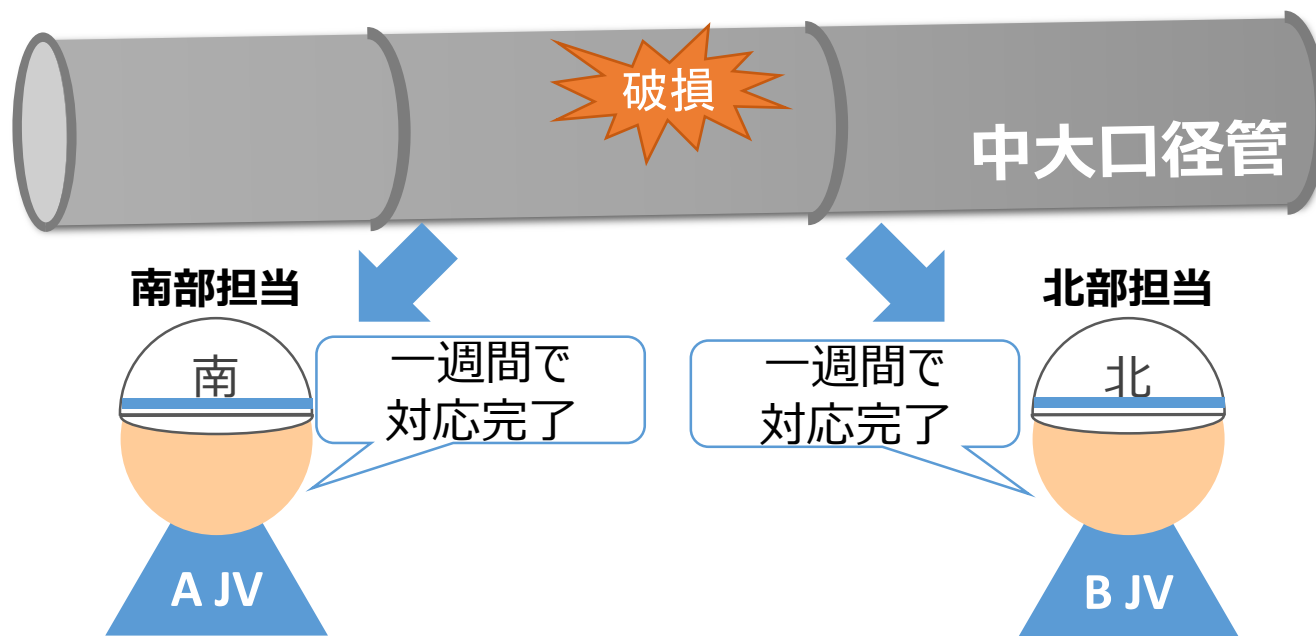 破損
中大口径管
南部担当
北部担当
南
一週間で
対応完了
一週間で
対応完了
北
A JV
B JV